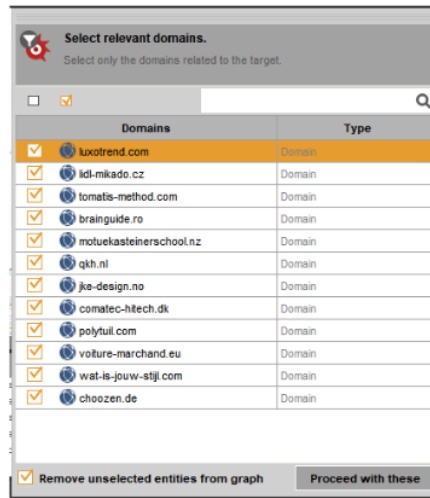 Select relevant domains.
Select only the domains related to the target.
Domains Type
luxotrend.com Domain
lidl-mikado.cz Domain
tomatis-method.com Domain
brainguide.ro Domain
motuekasteinerschool.nz Domain
qkh.nl Domain
jke-design.no Domain
comatec-hitech.dk Domain
polytuil.com Domain
voiture-marchand.eu Domain
wat-is-jouw-stijl.com Domain
choozen.de Domain
Remove unselected entities from graph Proceed with these